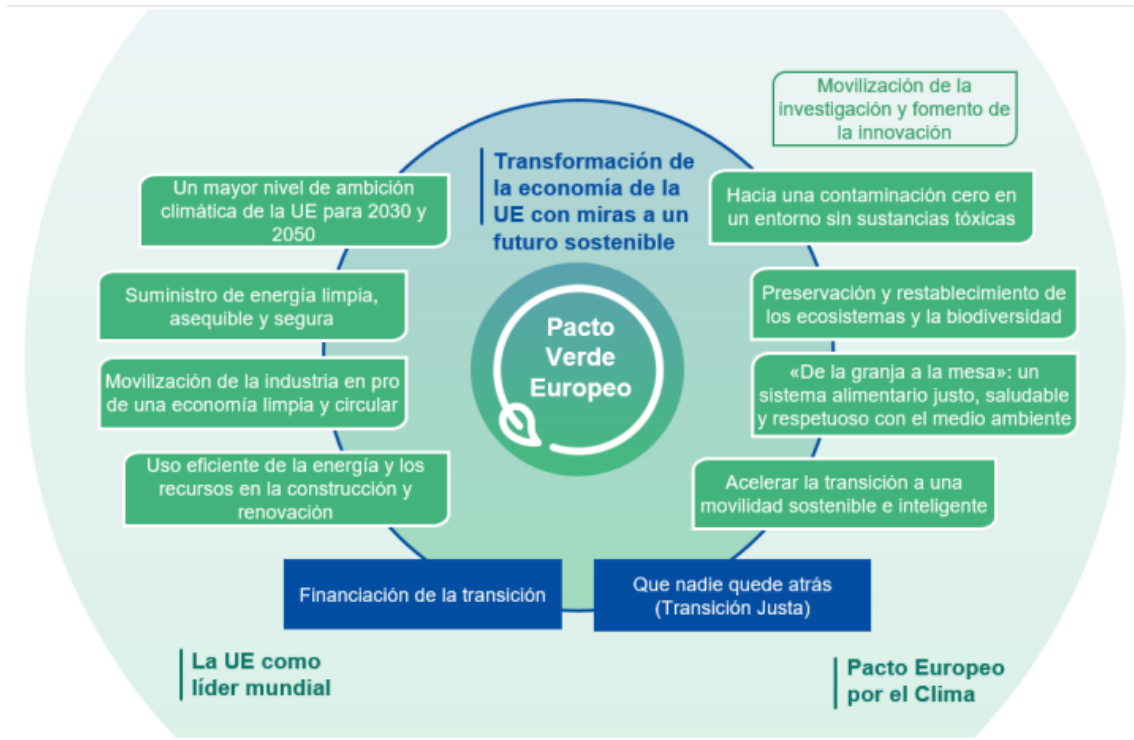 Movilización de la
investigación y fomento de
la innovación
Transformación de
la economía de la
UE con miras a un
futuro sostenible
Un mayor nivel de ambición
climática de la UE para 2030 y
2050
Hacia una contaminación cero en
un entorno sin sustancias tóxicas
Suministro de energía limpia,
asequible y segura
Preservación y restablecimiento de
los ecosistemas y la biodiversidad
Pacto
Verde
Europeo
Movilización de la industria en pro
de una economía limpia y circular
«De la granja a la mesa»: un
sistema alimentario justo, saludable
y respetuoso con el medio ambiente
Uso eficiente de la energía y los
recursos en la construcción y
renovación
Acelerar la transición a una
movilidad sostenible e inteligente
Financiación de la transición
Que nadie quede atrás
(Transición Justa)
La UE como
líder mundial
Pacto Europeo
por el Clima